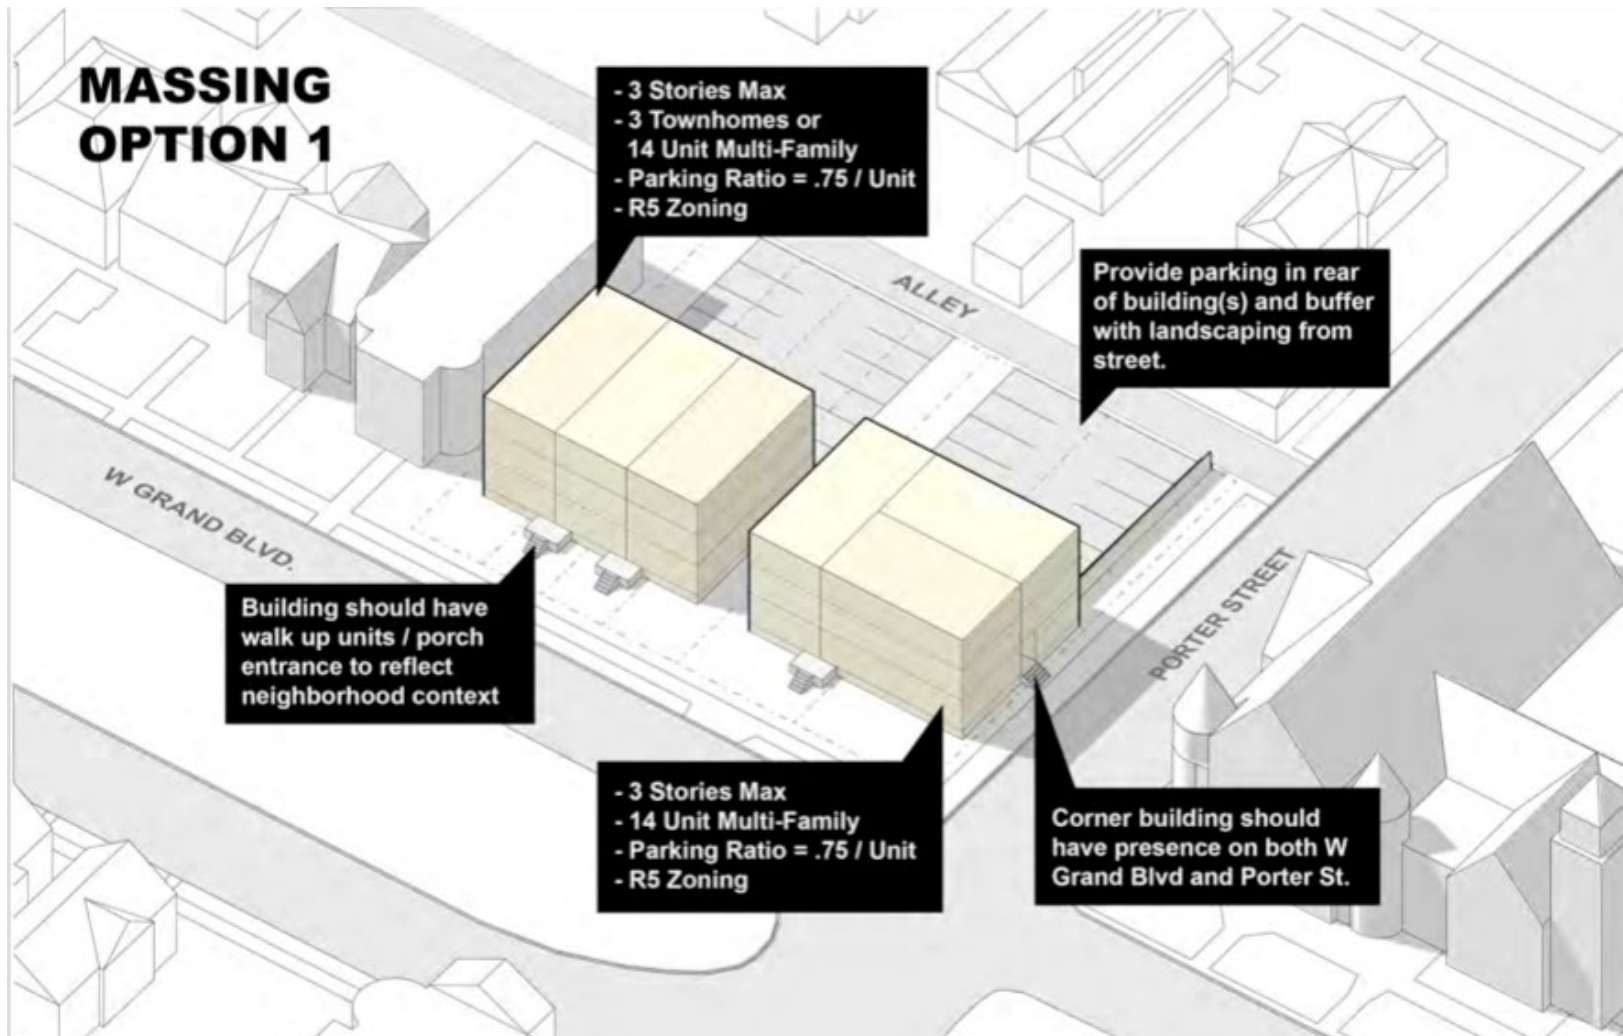 MASSING
OPTION 1
- 3 Stories Max
- 3 Townhomes or
14 Unit Multi-Family
- Parking Ratio = .75 / Unit
- R5 Zoning
ALLEY
Provide parking in rear
of building(s) and buffer
with landscaping from
street.
W GRAND BLVD.
PORTER STREET
Building should have
walk up units / porch
entrance to reflect
neighborhood context
- 3 Stories Max
- 14 Unit Multi-Family
- Parking Ratio = .75 / Unit
- R5 Zoning
Corner building should
have presence on both W
Grand Blvd and Porter St.